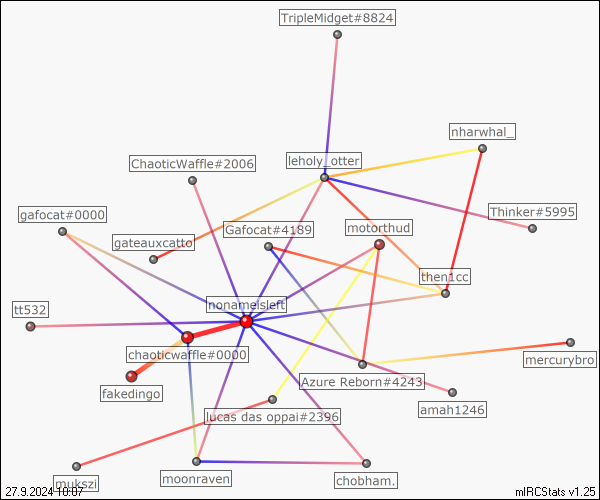 TripleMidget#8824
nharwhal_
ChaoticWaffle#2006
leholy_otter
gafocat#0000
Thinker#5995
Gafocat#4189
motorthud
gateauxcatto
then1cc
nonameisleft
tt532
chaoticwaffle#0000
mercurybro
Azure Reborn#4243
fakedingo
amah1246
lucas das oppai#2396
moonraven
chobham.
mukszi
27.9.2024 10:07
mIRCStats v1.25